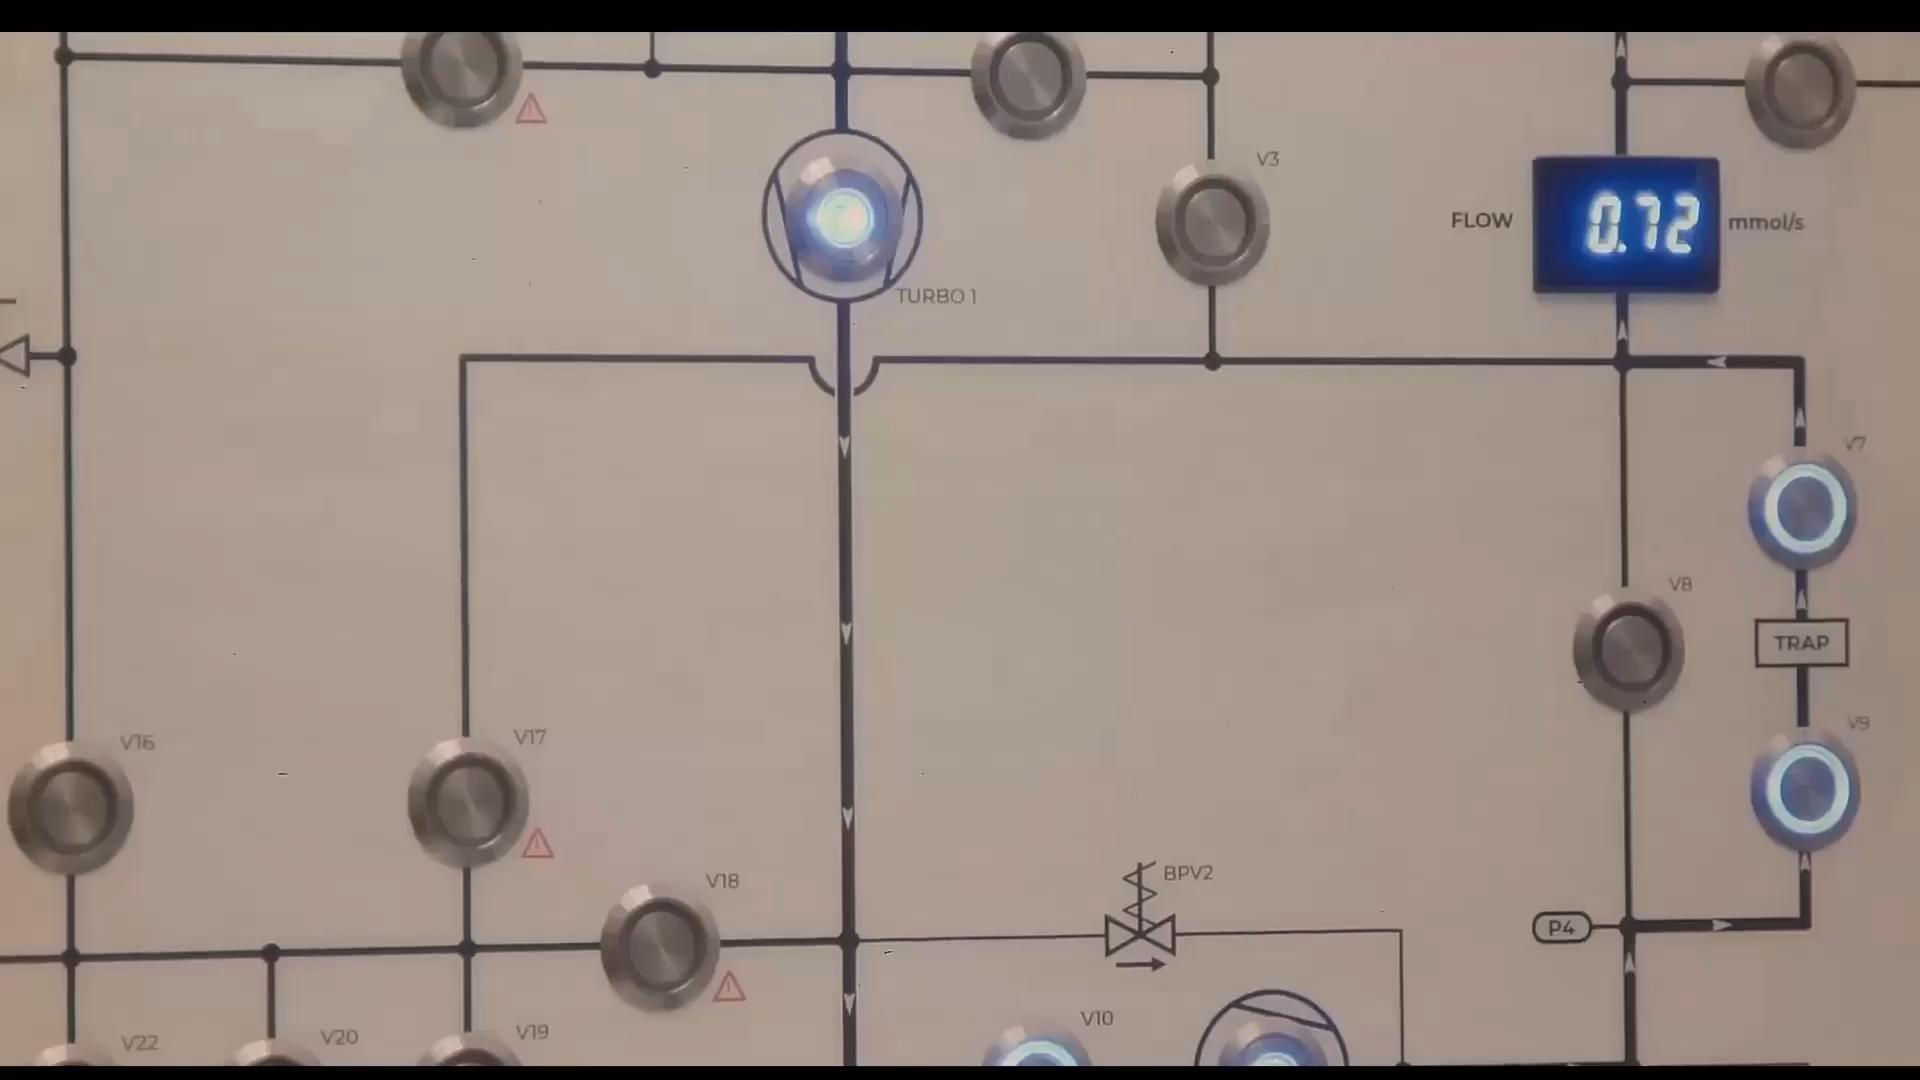 V3
FLOW 0.72 mmol/s
TURBO 1
V7
V8
TRAP
V9
V16
V17
V18
BPV2
P4
V10
V19
V20
V22